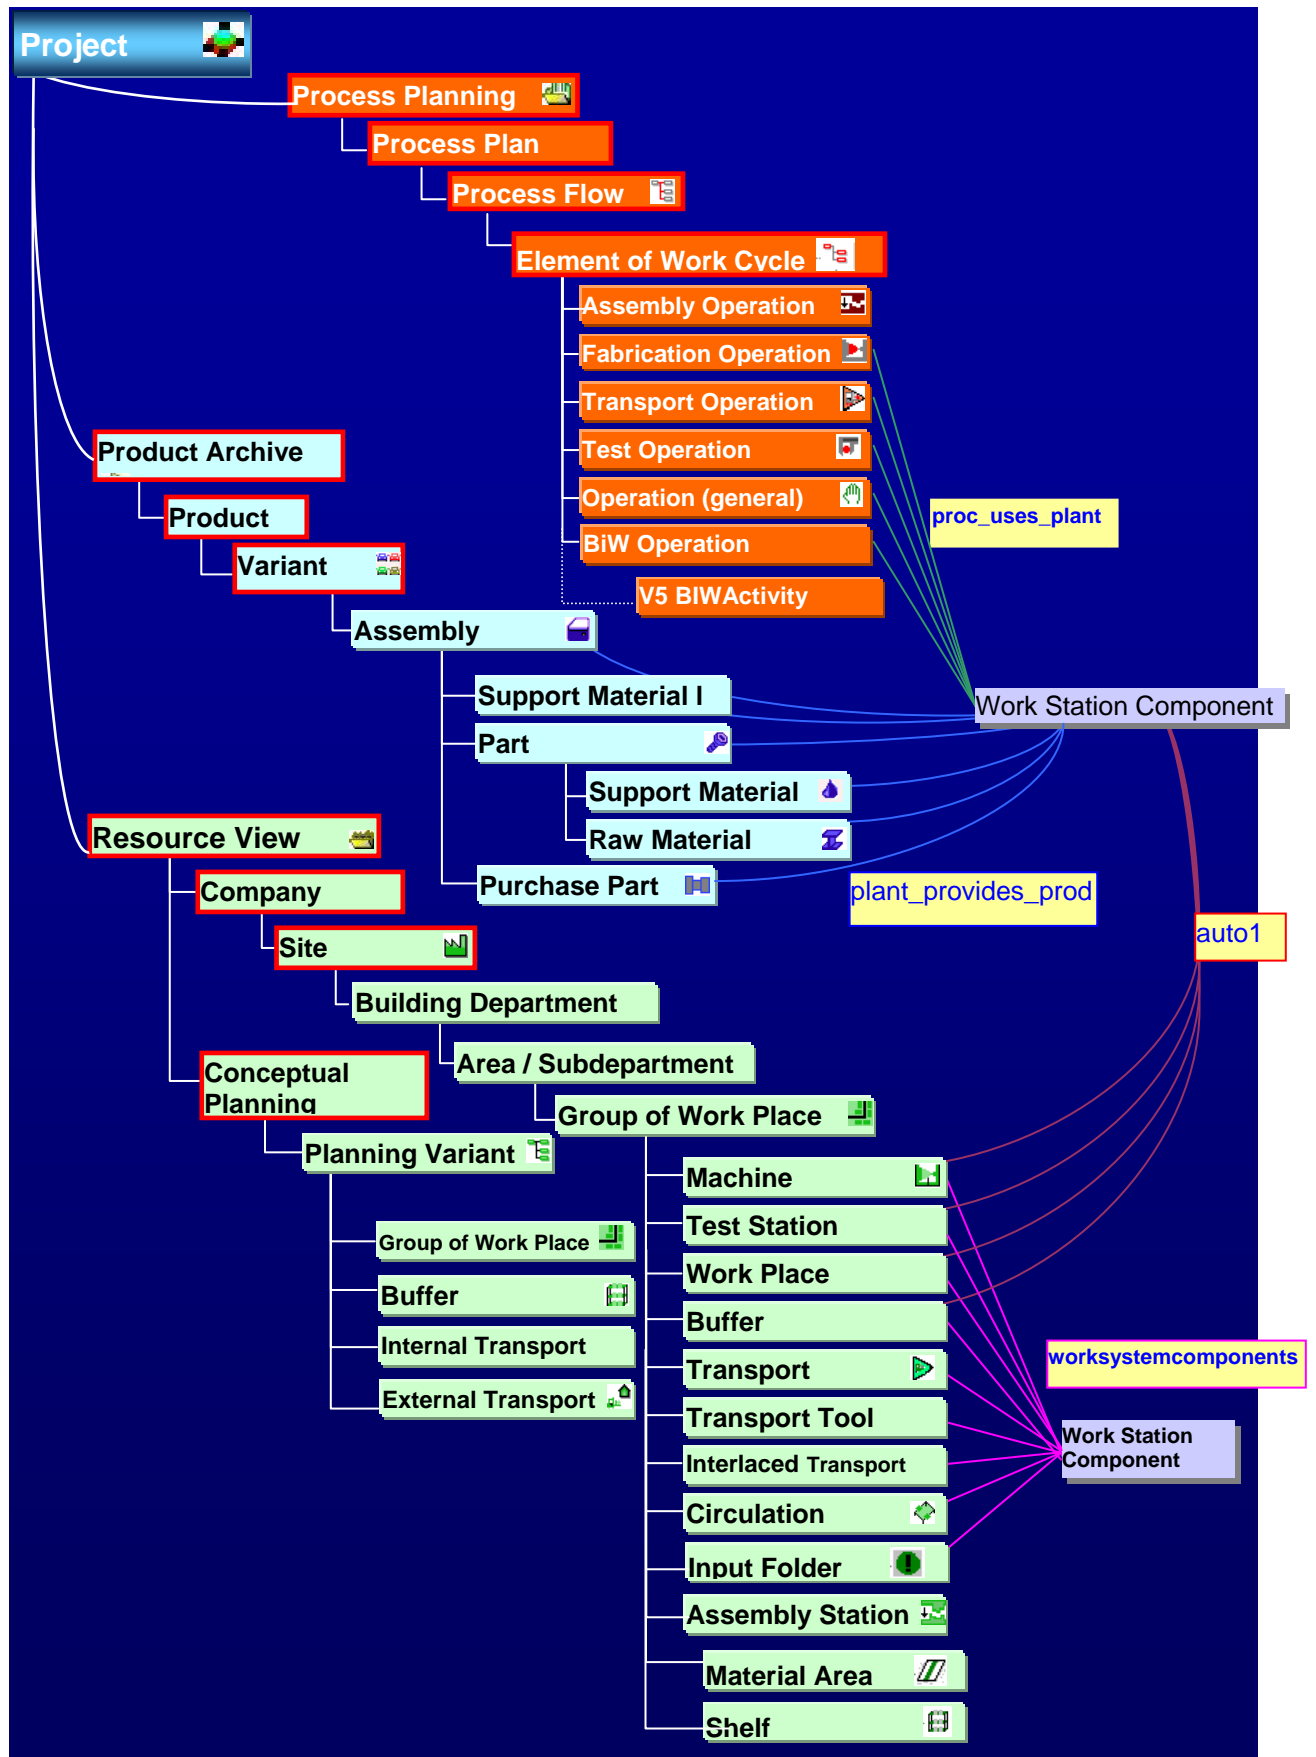 Project
Process Planning
Process Plan
Process Flow
Element of Work Cycle
Assembly Operation
Fabrication Operation
Transport Operation
Test Operation
Operation (general)
BiW Operation
V5 BIWActivity
proc_uses_plant
Product Archive
Product
Variant
Assembly
Support Material I
Part
Support Material
Raw Material
Purchase Part
Work Station Component
plant_provides_prod
auto1
Resource View
Company
Site
Building Department
Area / Subdepartment
Conceptual
Planning
Planning Variant
Group of Work Place
Buffer
Internal Transport
External Transport
Group of Work Place
Machine
Test Station
Work Place
Buffer
Transport
Transport Tool
Interlaced Transport
Circulation
Input Folder
Assembly Station
Material Area
Shelf
worksystemcomponents
Work Station
Component